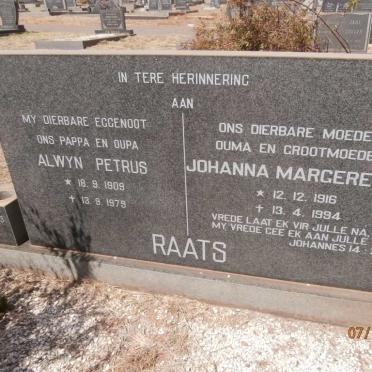 IN TERE HERINNERING
AAN
MY DIERBARE EGGENOOT
ONS PAPPA EN OUPA
ALWYN PETRUS
* 16. 9. 1909
† 13. 9. 1979
ONS DIERBARE MOEDE
OUMA EN GROOTMOEDE
JOHANNA MARGERE
* 12. 12. 1916
† 13. 4. 1994
VREDE LAAT EK VIR JULLE NA,
MY VREDE GEE EK AAN JULLE
JOHANNES 14
RAATS
07/